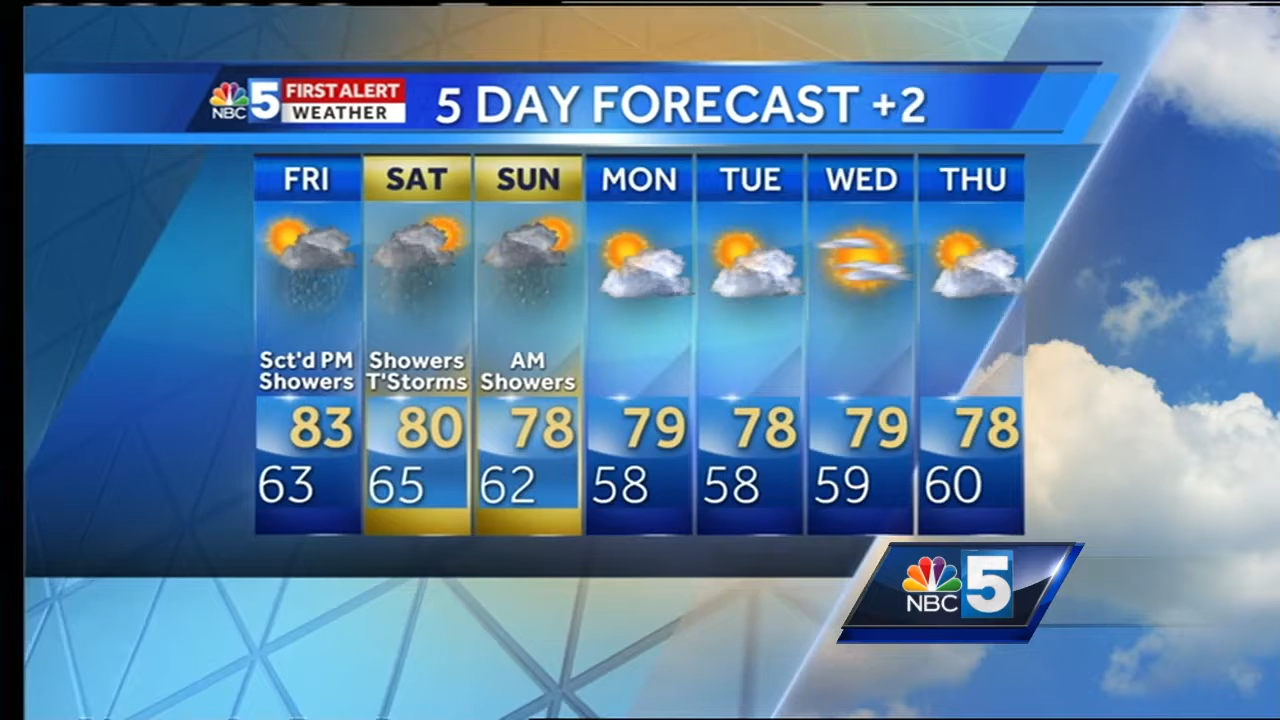 NBC 5 FIRST ALERT WEATHER
5 DAY FORECAST +2
FRI SAT SUN MON TUE WED THU
Sct'd PM Showers AM
Showers T'Storms Showers
83 80 78 79 78 79 78
63 65 62 58 58 59 60
NBC 5